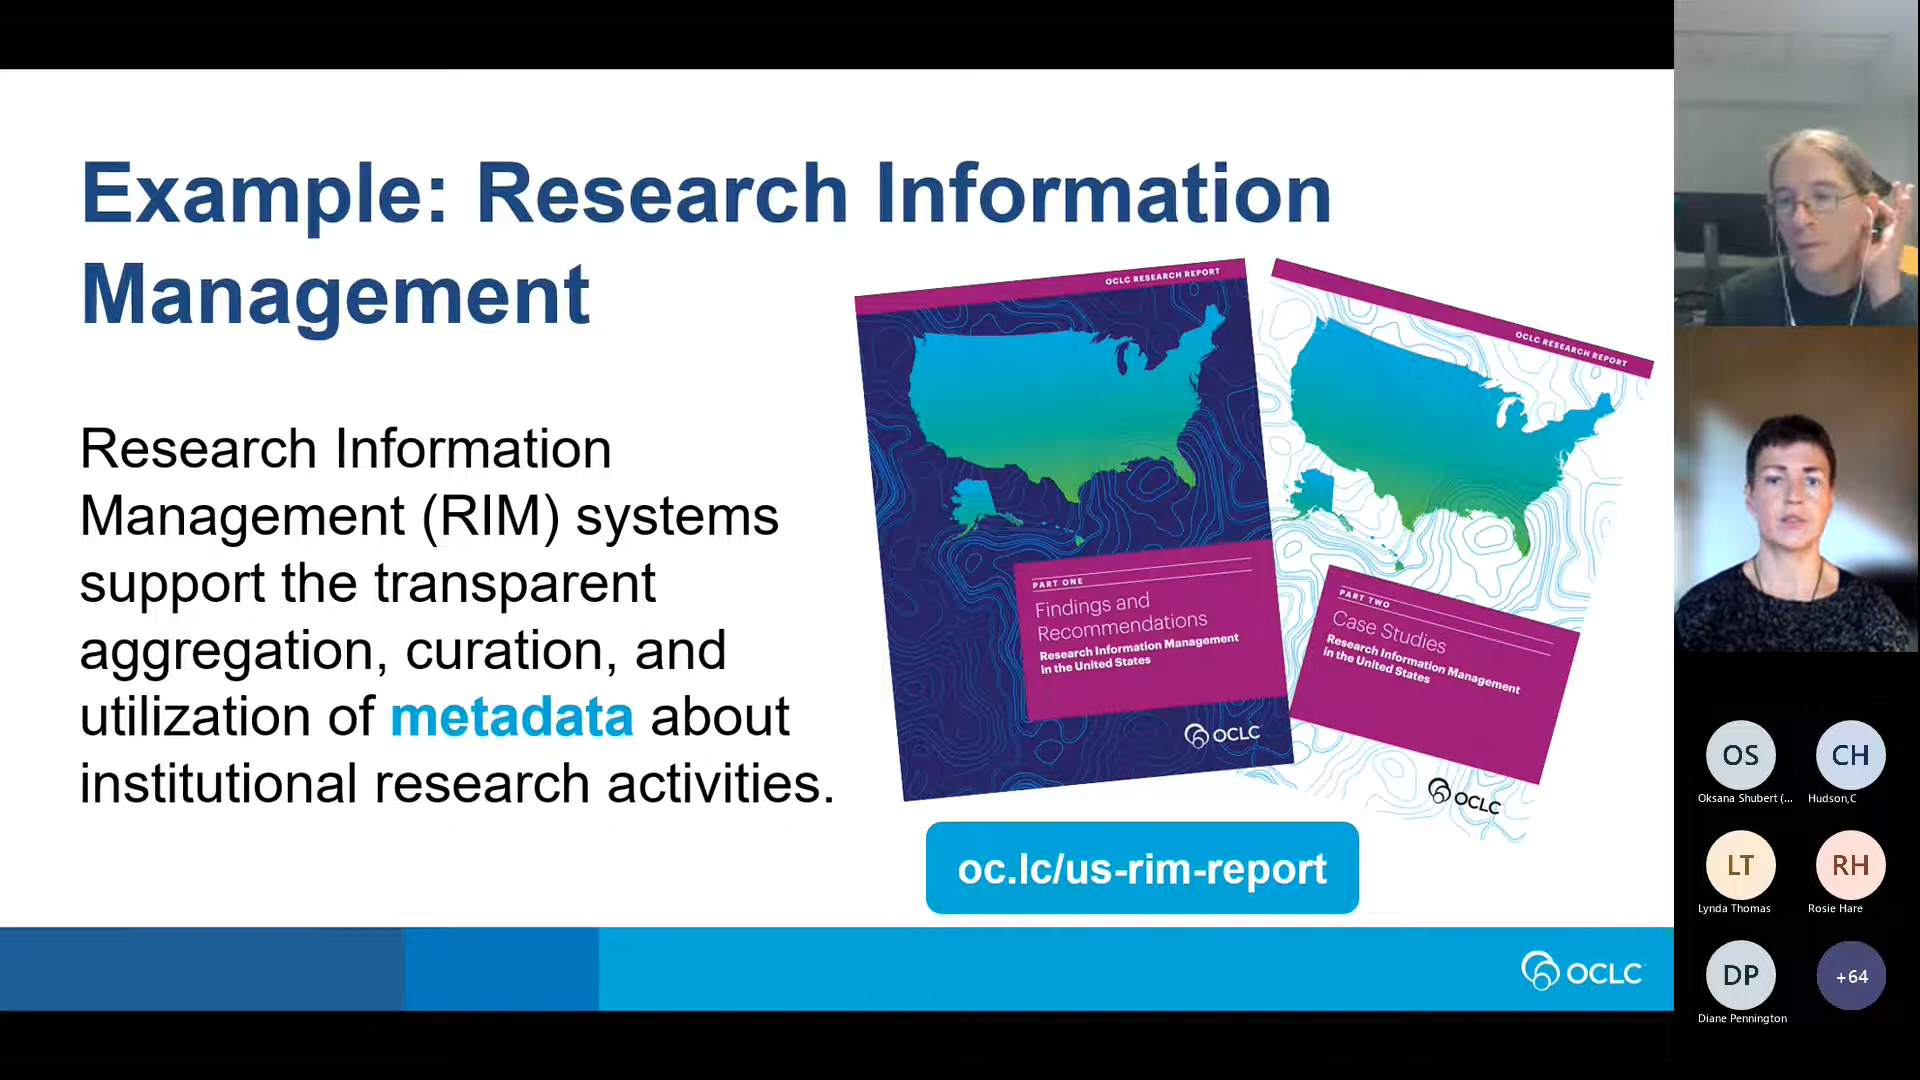 Example: Research Information
Management
Research Information
Management (RIM) systems
support the transparent
aggregation, curation, and
utilization of metadata about
institutional research activities.
OCLC RESEARCH REPORT
PART ONE
Findings and
Recommendations
Research Information Management
in the United States
OCLC
OCLC RESEARCH REPORT
PART TWO
Case Studies
Research Information Management
in the United States
OCLC
oc.lc/us-rim-report
OCLC
OS
Oksana Shubert (...
CH
Hudson,C
LT
Lynda Thomas
RH
Rosie Hare
DP
Diane Pennington
+64